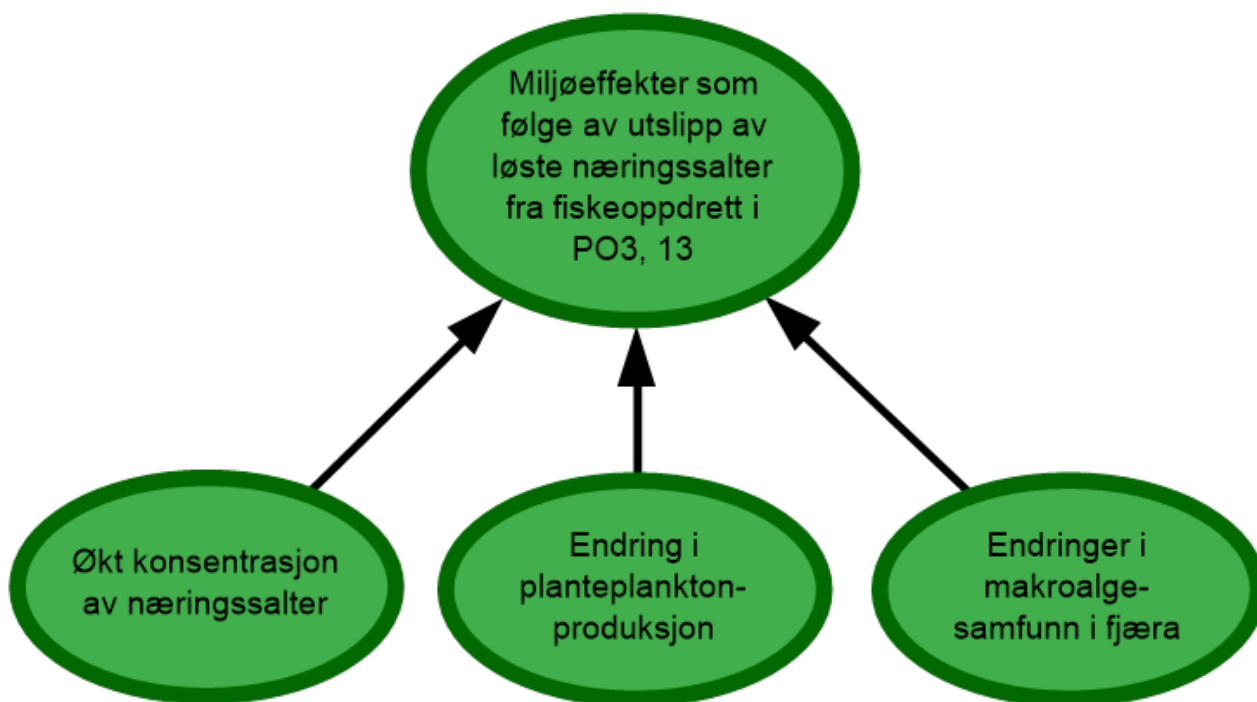 Miljøeffekter som
følge av utslipp av
løste næringssalter
fra fiskeoppdrett i
PO3, 13
Økt konsentrasjon
av næringssalter
Endring i
planteplankton-
produksjon
Endringer i
makroalge-
samfunn i fjæra